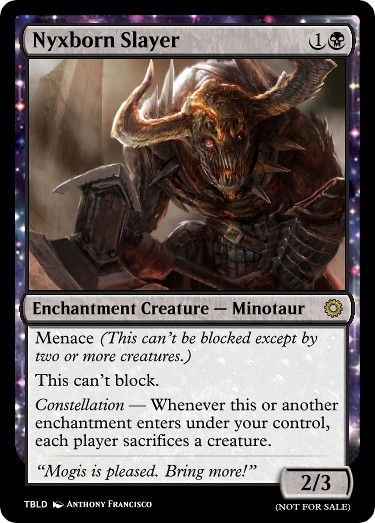 Nyxborn Slayer 1
Enchantment Creature — Minotaur
Menace (This can't be blocked except by
two or more creatures.)
This can't block.
Constellation — Whenever this or another
enchantment enters under your control,
each player sacrifices a creature.
“Mogis is pleased. Bring more!”
2/3
TBLD Anthony Francisco
(NOT FOR SALE)